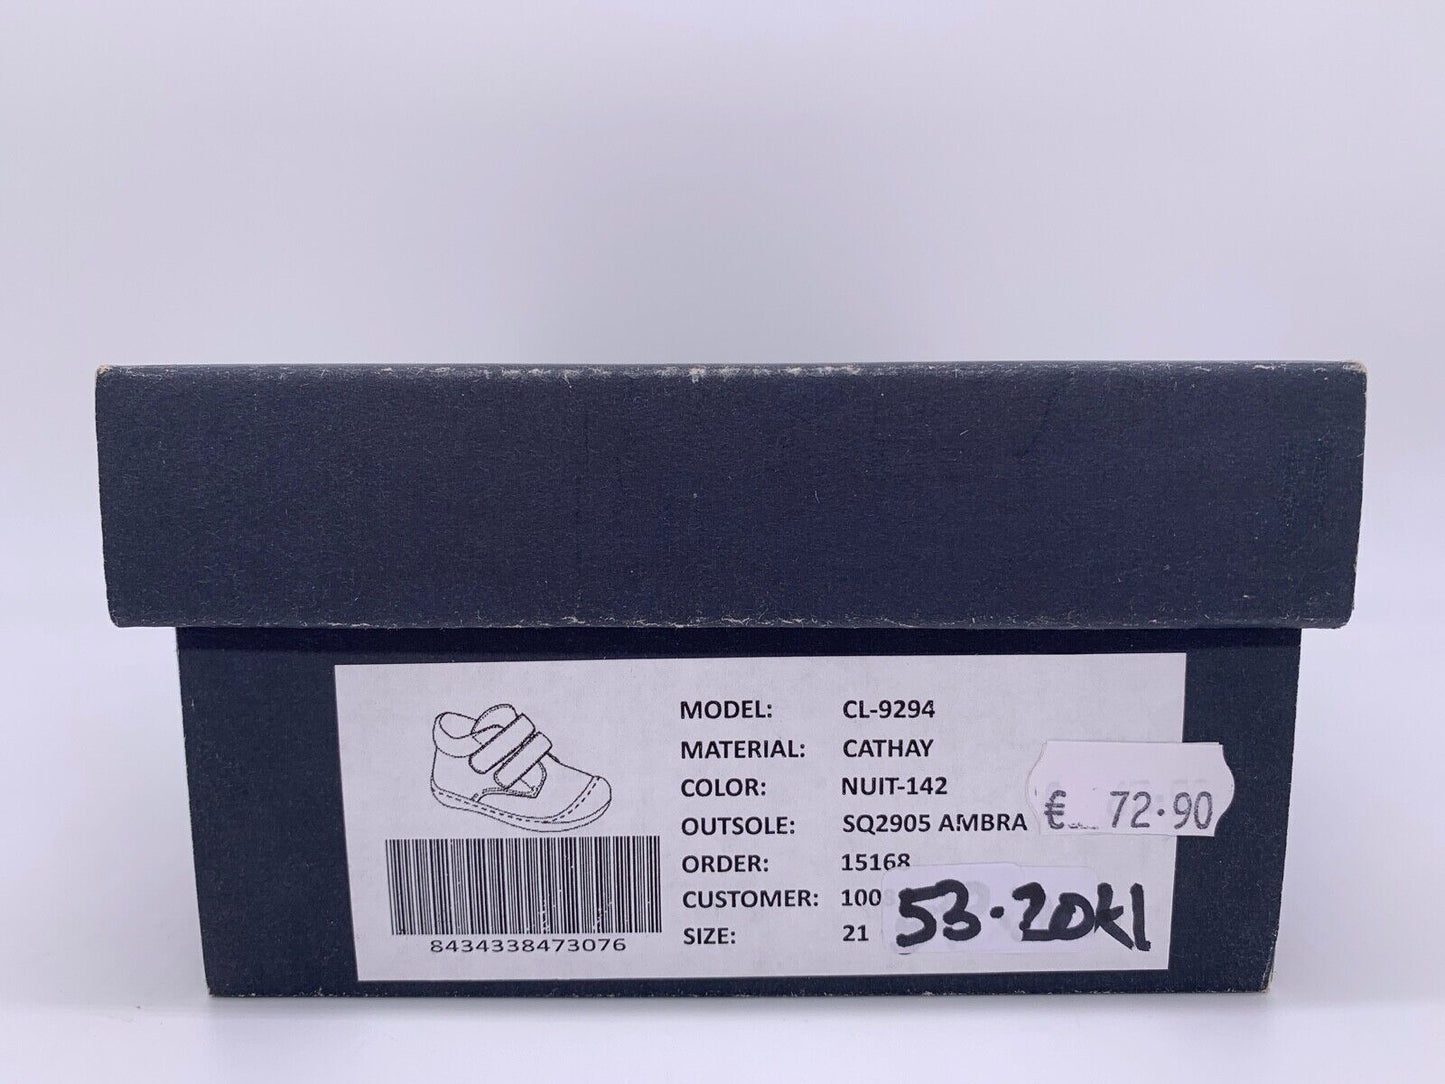 MODEL: CL-9294
MATERIAL: CATHAY
COLOR: NUIT-142
OUTSOLE: SQ2905 AMBRA
€ 72.90
ORDER: 15168
CUSTOMER: 100
SIZE: 21
53.20kl
8434338473076